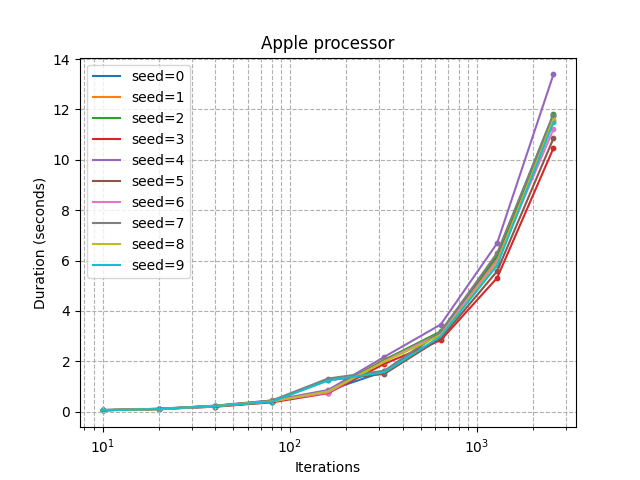 Apple processor
14
12
10
8
6
4
2
0
Duration (seconds)
seed=0
seed=1
seed=2
seed=3
seed=4
seed=5
seed=6
seed=7
seed=8
seed=9
10¹
10²
10³
Iterations